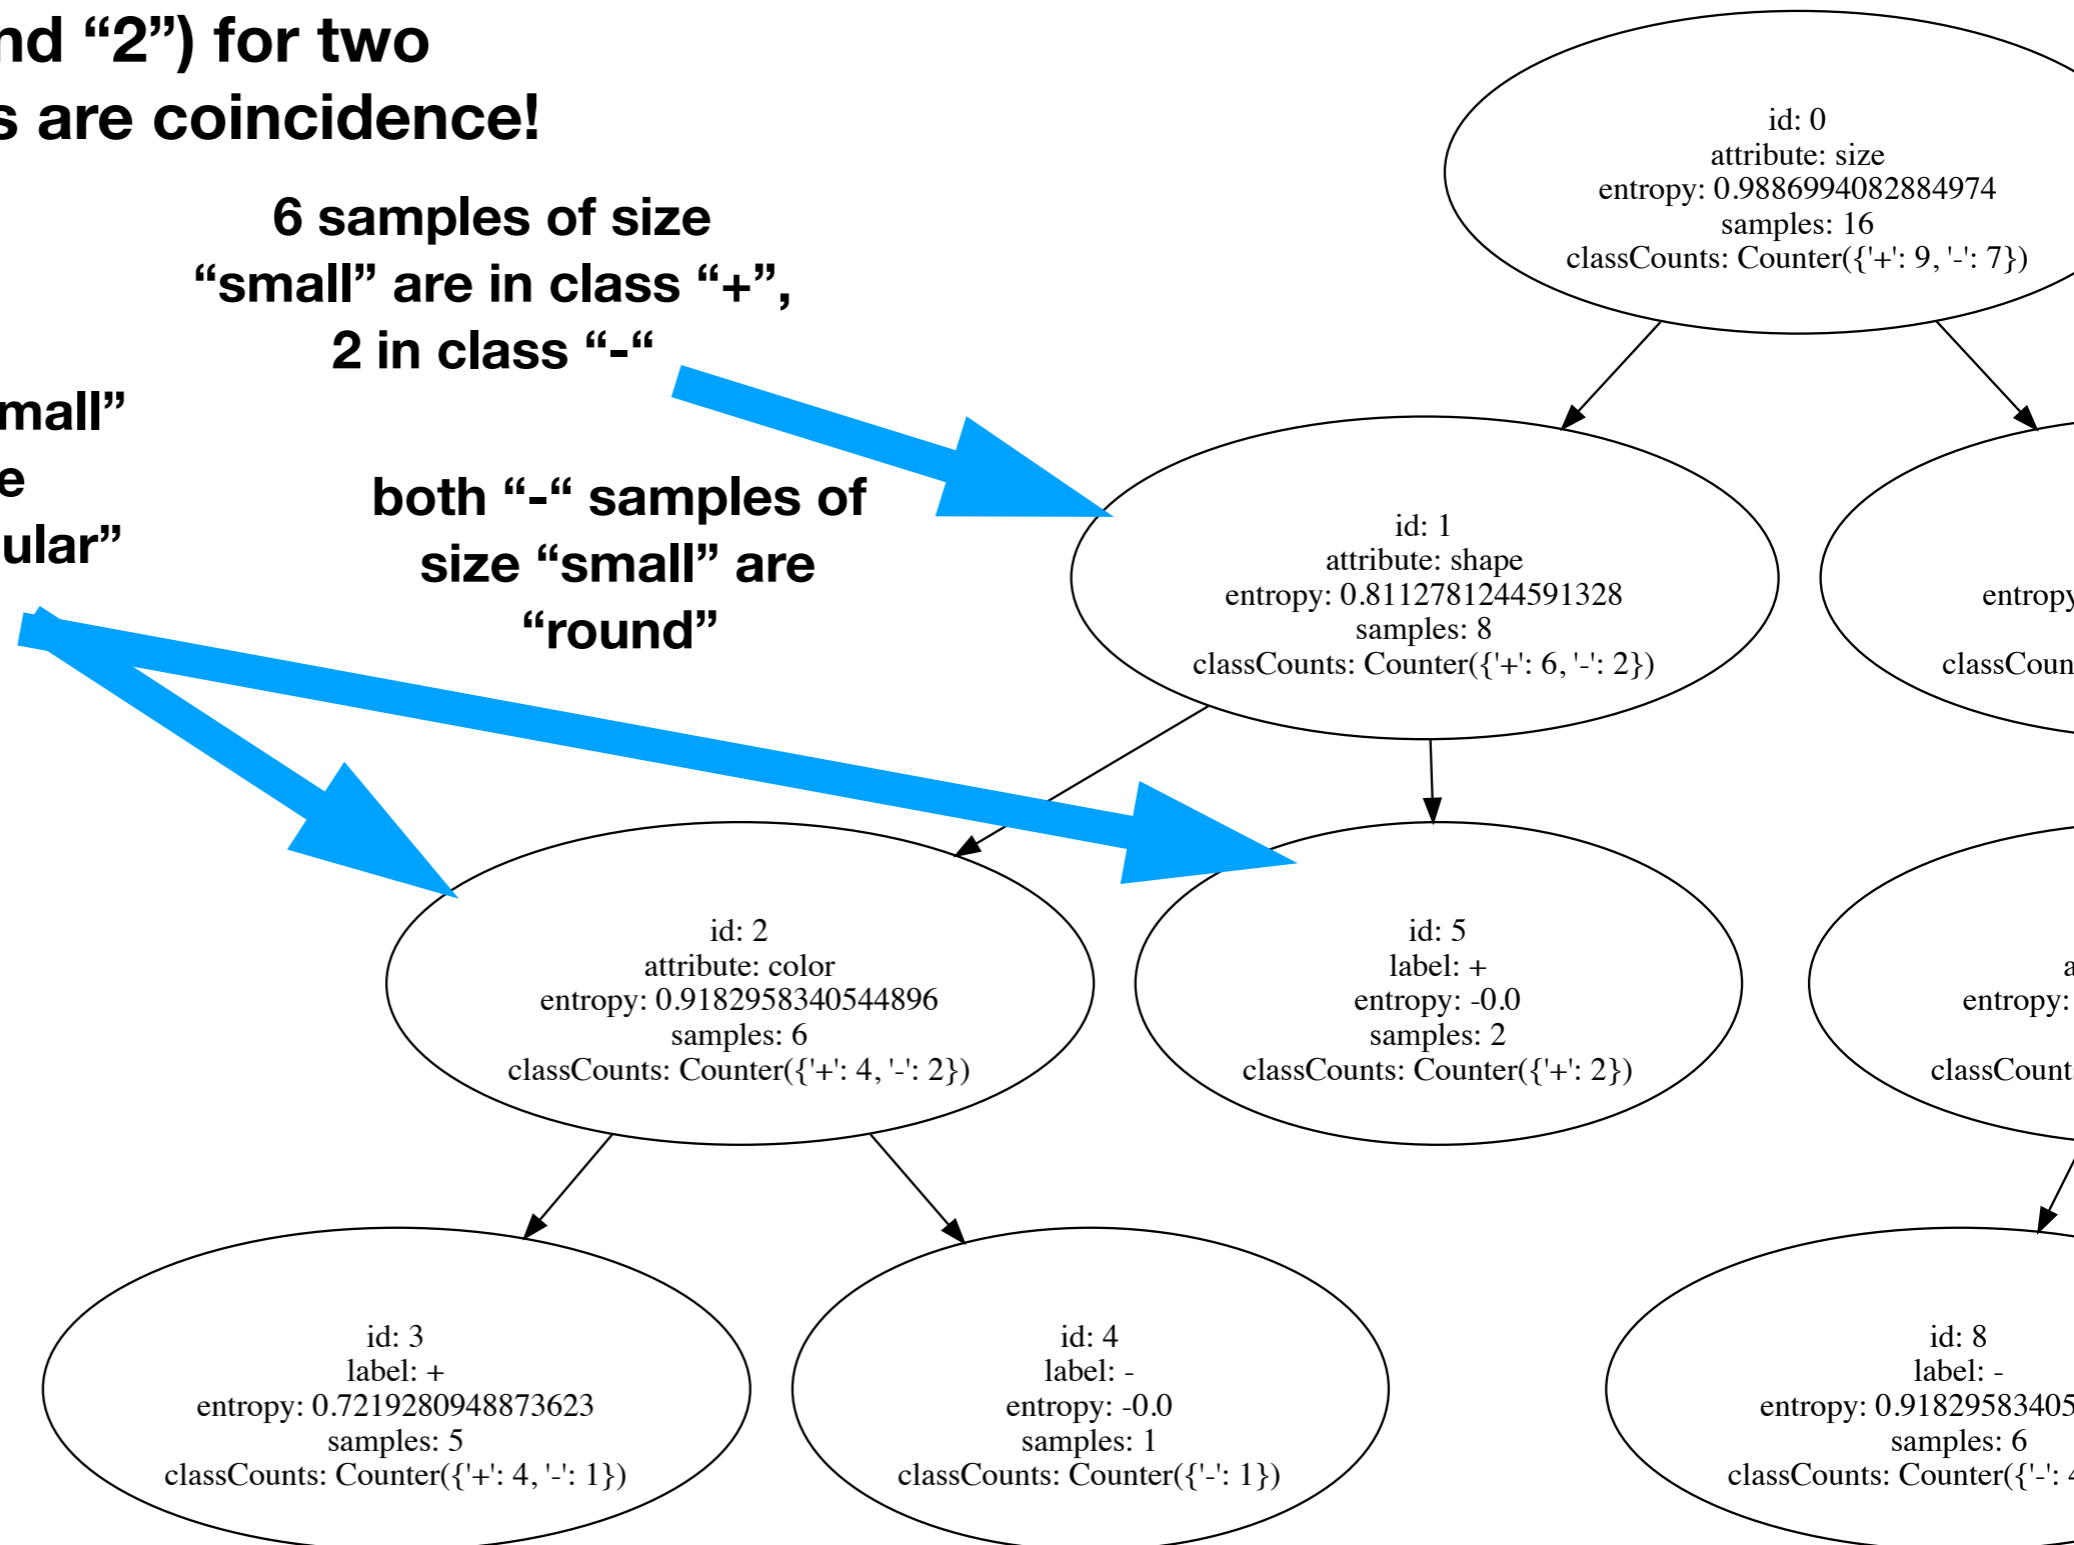 and “2”) for two
are coincidence!
6 samples of size
“small” are in class “+”,
2 in class “-“
both “-“ samples of
size “small” are
“round”
id: 0
attribute: size
entropy: 0.9886994082884974
samples: 16
classCounts: Counter({'+': 9, '-': 7})
id: 1
attribute: shape
entropy: 0.8112781244591328
samples: 8
classCounts: Counter({'+': 6, '-': 2})
entropy
id: 2
attribute: color
entropy: 0.9182958340544896
samples: 6
classCounts: Counter({'+': 4, '-': 2})
id: 5
label: +
entropy: -0.0
samples: 2
classCounts: Counter({'+': 2})
entropy:
id: 3
label: +
entropy: 0.7219280948873623
samples: 5
classCounts: Counter({'+': 4, '-': 1})
id: 4
label: -
entropy: -0.0
samples: 1
classCounts: Counter({'-': 1})
id: 8
label: -
entropy: 0.91829583405
samples: 6
classCounts: Counter({'-': 4